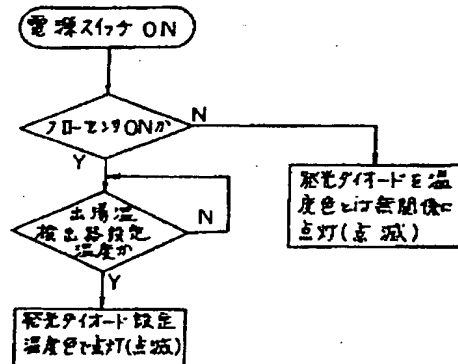 電源スイッチ ON
フローセンサONか
N
Y
出湯温
検出路設定
温度か
N
Y
発光ダイオードを温
度色とは無関係に
点灯(点滅)
発光ダイオード設定
温度色で点灯(点滅)